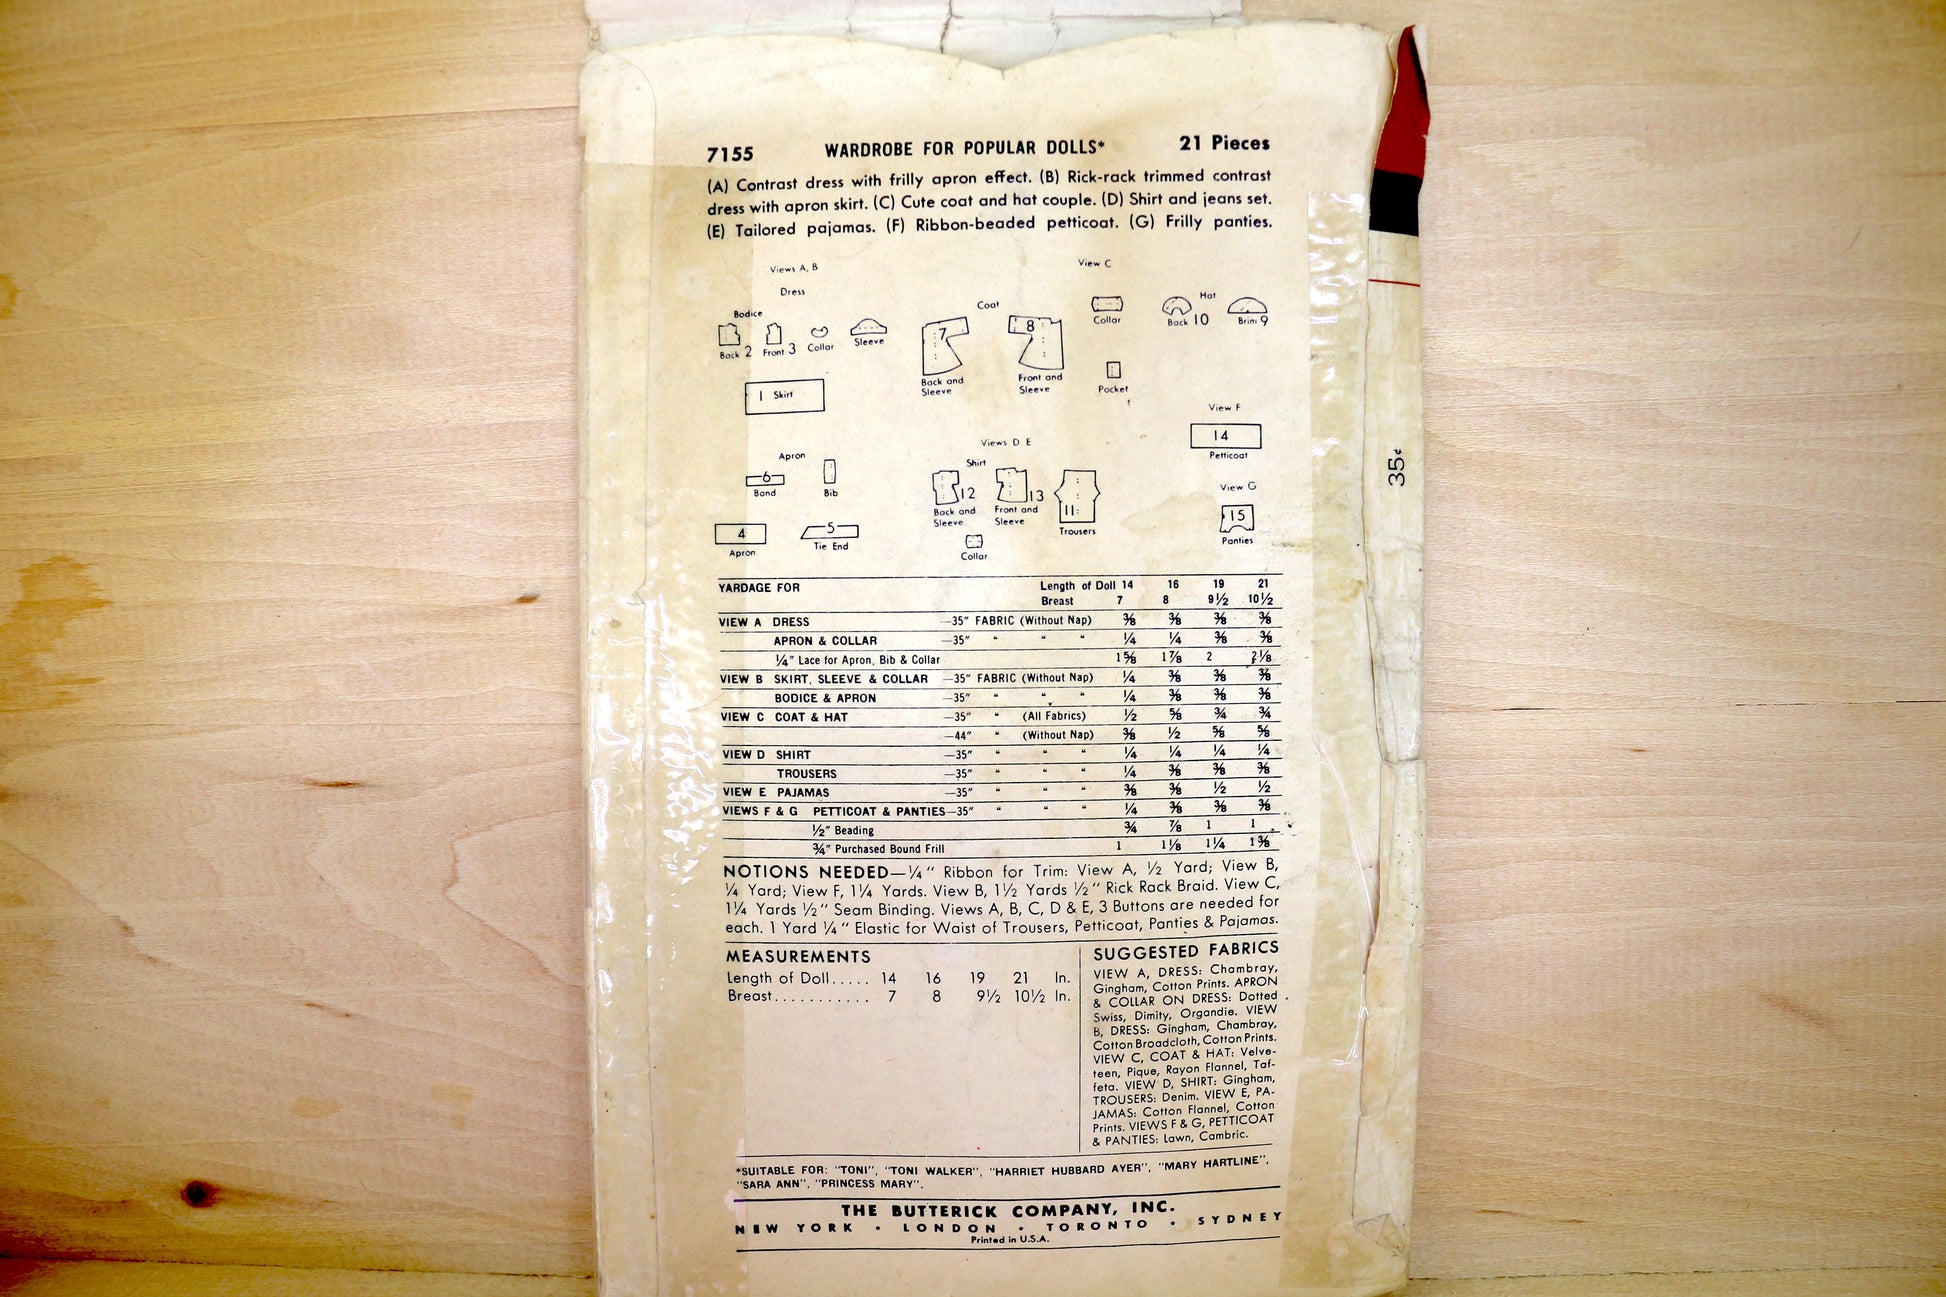 7155 WARDROBE FOR POPULAR DOLLS* 21 Pieces
(A) Contrast dress with frilly apron effect. (B) Rick-rack trimmed contrast
dress with apron skirt. (C) Cute coat and hat couple. (D) Shirt and jeans set.
(E) Tailored pajamas. (F) Ribbon-beaded petticoat. (G) Frilly panties.
Views A, B
Dress
Bodice
Back 2 Front 3 Collar Sleeve
1 Skirt
View C
Coat
7 8
Back and Sleeve
Front and Sleeve
Collar
Hat
Back 10 Brim 9
Pocket
Apron
6
Band
Bib
4
Apron
5
Tie End
Views D E
Shirt
12 13 11
Back and Sleeve
Front and Sleeve
Trousers
Collar
View F
14
Petticoat
View G
15
Panties
35¢
YARDAGE FOR Length of Doll 14 16 19 21
Breast 7 8 9½ 10½
VIEW A DRESS —35" FABRIC (Without Nap) ⅜ ⅜ ⅜ ⅜
APRON & COLLAR —35" " " " ¼ ¼ ⅜ ⅜
¼" Lace for Apron, Bib & Collar 1⅝ 1⅞ 2 2⅛
VIEW B SKIRT, SLEEVE & COLLAR —35" FABRIC (Without Nap) ¼ ⅜ ⅜ ⅜
BODICE & APRON —35" " " " ¼ ⅜ ⅜ ⅜
VIEW C COAT & HAT —35" " (All Fabrics) ½ ⅝ ¾ ¾
—44" " (Without Nap) ⅜ ½ ⅝ ⅝
VIEW D SHIRT —35" " " " ¼ ¼ ¼ ¼
TROUSERS —35" " " " ¼ ⅜ ⅜ ⅜
VIEW E PAJAMAS —35" " " " ⅜ ⅜ ½ ½
VIEWS F & G PETTICOAT & PANTIES—35" " " " ¼ ⅜ ⅜ ⅜
½" Beading ¾ ⅞ 1 1
¾" Purchased Bound Frill 1 1⅛ 1¼ 1⅜
NOTIONS NEEDED—¼" Ribbon for Trim: View A, ½ Yard; View B,
¼ Yard; View F, 1¼ Yards. View B, 1½ Yards ½" Rick Rack Braid. View C,
1¼ Yards ½" Seam Binding. Views A, B, C, D & E, 3 Buttons are needed for
each. 1 Yard ¼" Elastic for Waist of Trousers, Petticoat, Panties & Pajamas.
MEASUREMENTS
Length of Doll..... 14 16 19 21 In.
Breast........... 7 8 9½ 10½ In.
SUGGESTED FABRICS
VIEW A, DRESS: Chambray,
Gingham, Cotton Prints. APRON
& COLLAR ON DRESS: Dotted
Swiss, Dimity, Organdie. VIEW
B, DRESS: Gingham, Chambray,
Cotton Broadcloth, Cotton Prints.
VIEW C, COAT & HAT: Velve-
teen, Pique, Rayon Flannel, Taf-
feta. VIEW D, SHIRT: Gingham,
TROUSERS: Denim. VIEW E, PA-
JAMAS: Cotton Flannel, Cotton
Prints. VIEWS F & G, PETTICOAT
& PANTIES: Lawn, Cambric.
*SUITABLE FOR: "TONI", "TONI WALKER", "HARRIET HUBBARD AYER", "MARY HARTLINE",
"SARA ANN", "PRINCESS MARY".
THE BUTTERICK COMPANY, INC.
NEW YORK • LONDON • TORONTO • SYDNEY
Printed in U.S.A.